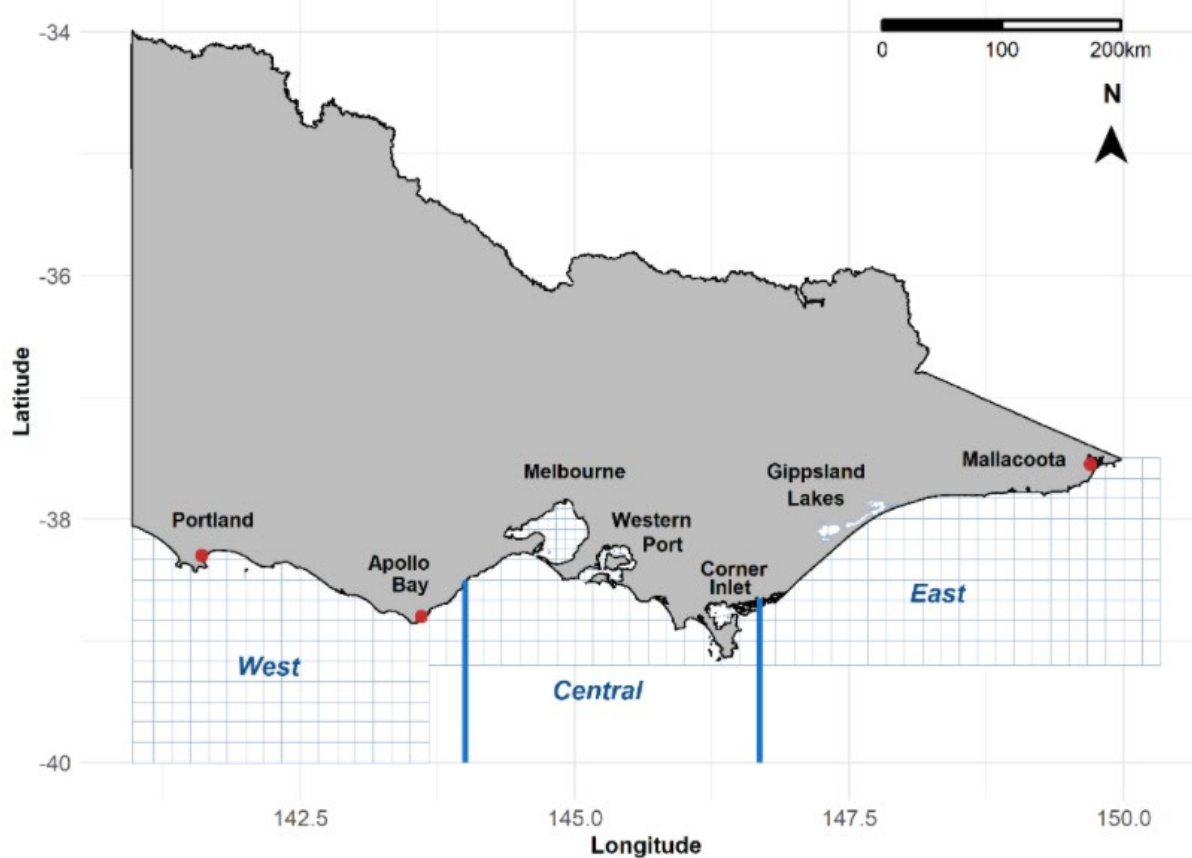 -34
0 100 200km
N
-36
Latitude
Melbourne
Gippsland
Lakes
Mallacoota
-38
Portland
Western
Port
Apollo
Bay
Corner
Inlet
East
West
Central
-40
142.5 145.0 147.5 150.0
Longitude